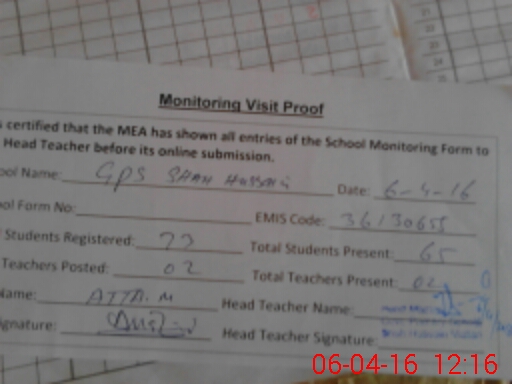 Monitoring Visit Proof
s certified that the MEA has shown all entries of the School Monitoring Form to
Head Teacher before its online submission.
ool Name: GPS SHAH HUSSAIN Date: 6-4-16
ool Form No: EMIS Code: 36130655
Students Registered: 77 Total Students Present: 65
Teachers Posted: 02 Total Teachers Present: 02
Name: ATTA.M Head Teacher Name:
ignature: Head Teacher Signature:
06-04-16 12:16